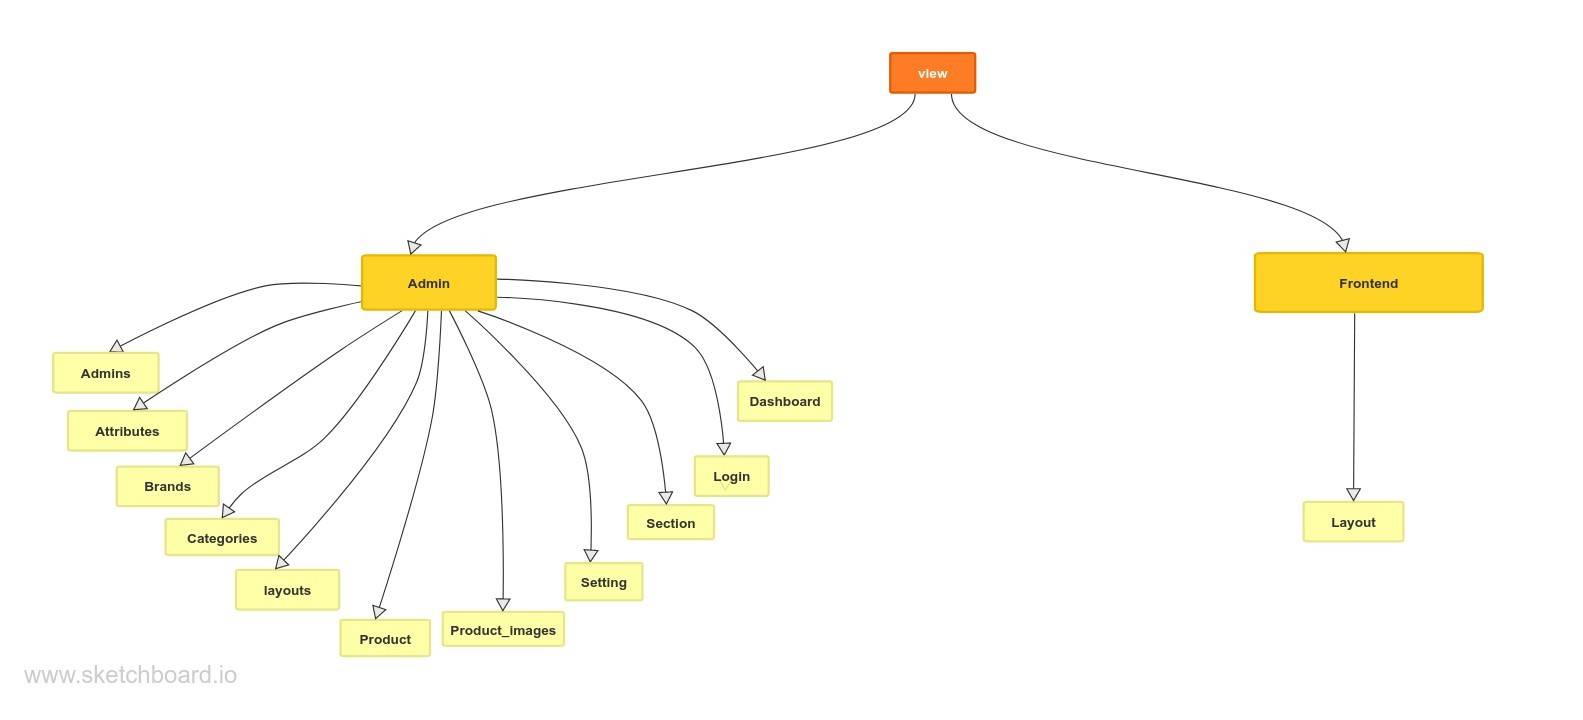 view
Admin
Frontend
Admins
Dashboard
Attributes
Login
Brands
Section
Layout
Categories
Setting
layouts
Product_images
Product
www.sketchboard.io